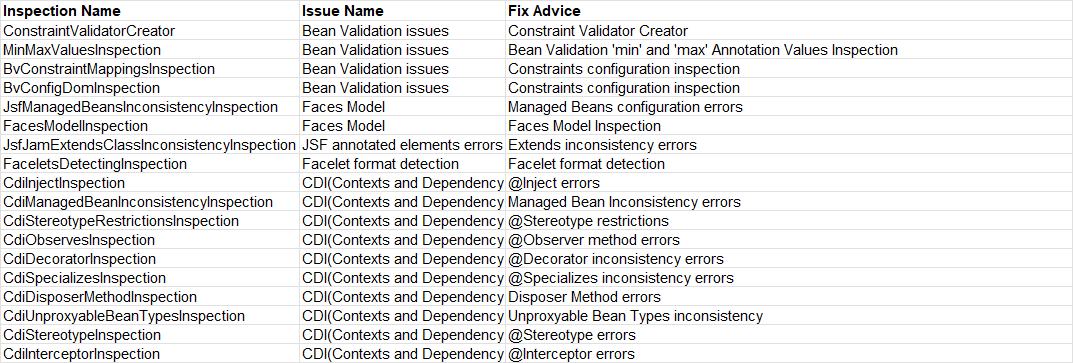 Inspection Name Issue Name Fix Advice
ConstraintValidatorCreator Bean Validation issues Constraint Validator Creator
MinMaxValuesInspection Bean Validation issues Bean Validation 'min' and 'max' Annotation Values Inspection
BvConstraintMappingsInspection Bean Validation issues Constraints configuration inspection
BvConfigDomInspection Bean Validation issues Constraints configuration inspection
JsfManagedBeansInconsistencyInspection Faces Model Managed Beans configuration errors
FacesModelInspection Faces Model Faces Model Inspection
JsfJamExtendsClassInconsistencyInspection JSF annotated elements errors Extends inconsistency errors
FaceletsDetectingInspection Facelet format detection Facelet format detection
CdiInjectInspection CDI(Contexts and Dependency @Inject errors
CdiManagedBeanInconsistencyInspection CDI(Contexts and Dependency Managed Bean Inconsistency errors
CdiStereotypeRestrictionsInspection CDI(Contexts and Dependency @Stereotype restrictions
CdiObservesInspection CDI(Contexts and Dependency @Observer method errors
CdiDecoratorInspection CDI(Contexts and Dependency @Decorator inconsistency errors
CdiSpecializesInspection CDI(Contexts and Dependency @Specializes inconsistency errors
CdiDisposerMethodInspection CDI(Contexts and Dependency Disposer Method errors
CdiUnproxyableBeanTypesInspection CDI(Contexts and Dependency Unproxyable Bean Types inconsistency
CdiStereotypeInspection CDI(Contexts and Dependency @Stereotype errors
CdiInterceptorInspection CDI(Contexts and Dependency @Interceptor errors